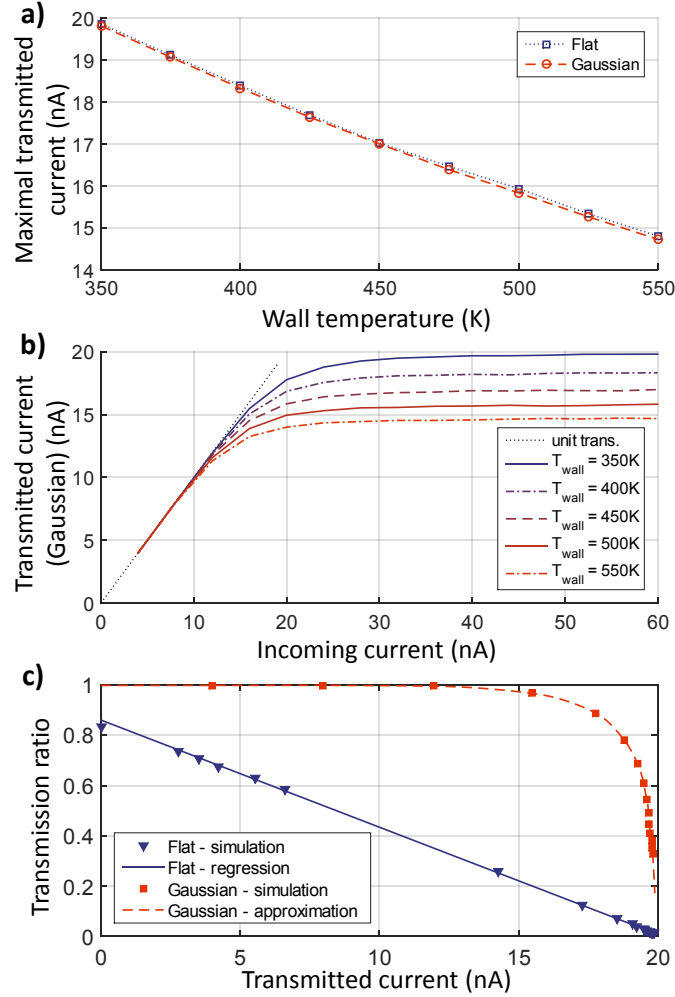 a)
20
19
18
17
16
15
14
Maximal transmitted
current (nA)
Flat
Gaussian
350
400
450
500
550
Wall temperature (K)
b)
20
15
10
5
0
Transmitted current
(Gaussian) (nA)
unit trans.
T_wall = 350K
T_wall = 400K
T_wall = 450K
T_wall = 500K
T_wall = 550K
0
10
20
30
40
50
60
Incoming current (nA)
c)
1
0.8
0.6
0.4
0.2
0
Transmission ratio
Flat - simulation
Flat - regression
Gaussian - simulation
Gaussian - approximation
0
5
10
15
20
Transmitted current (nA)